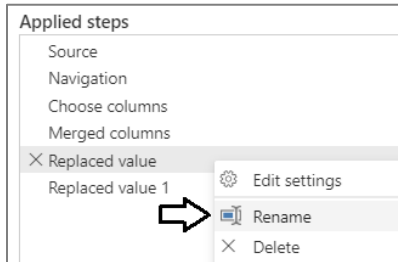 Applied steps
Source
Navigation
Choose columns
Merged columns
Replaced value
Replaced value 1
Edit settings
Rename
Delete